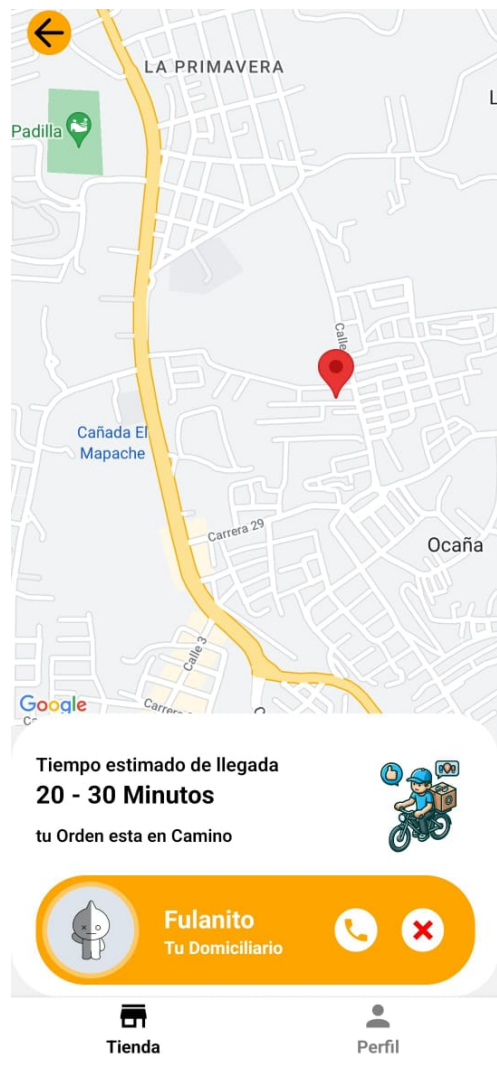 LA PRIMAVERA
L
Padilla
Calle
Cañada El
Mapache
Carrera 29
Ocaña
Calle 3
Google
Tiempo estimado de llegada
20 - 30 Minutos
tu Orden esta en Camino
Fulanito
Tu Domiciliario
Tienda
Perfil